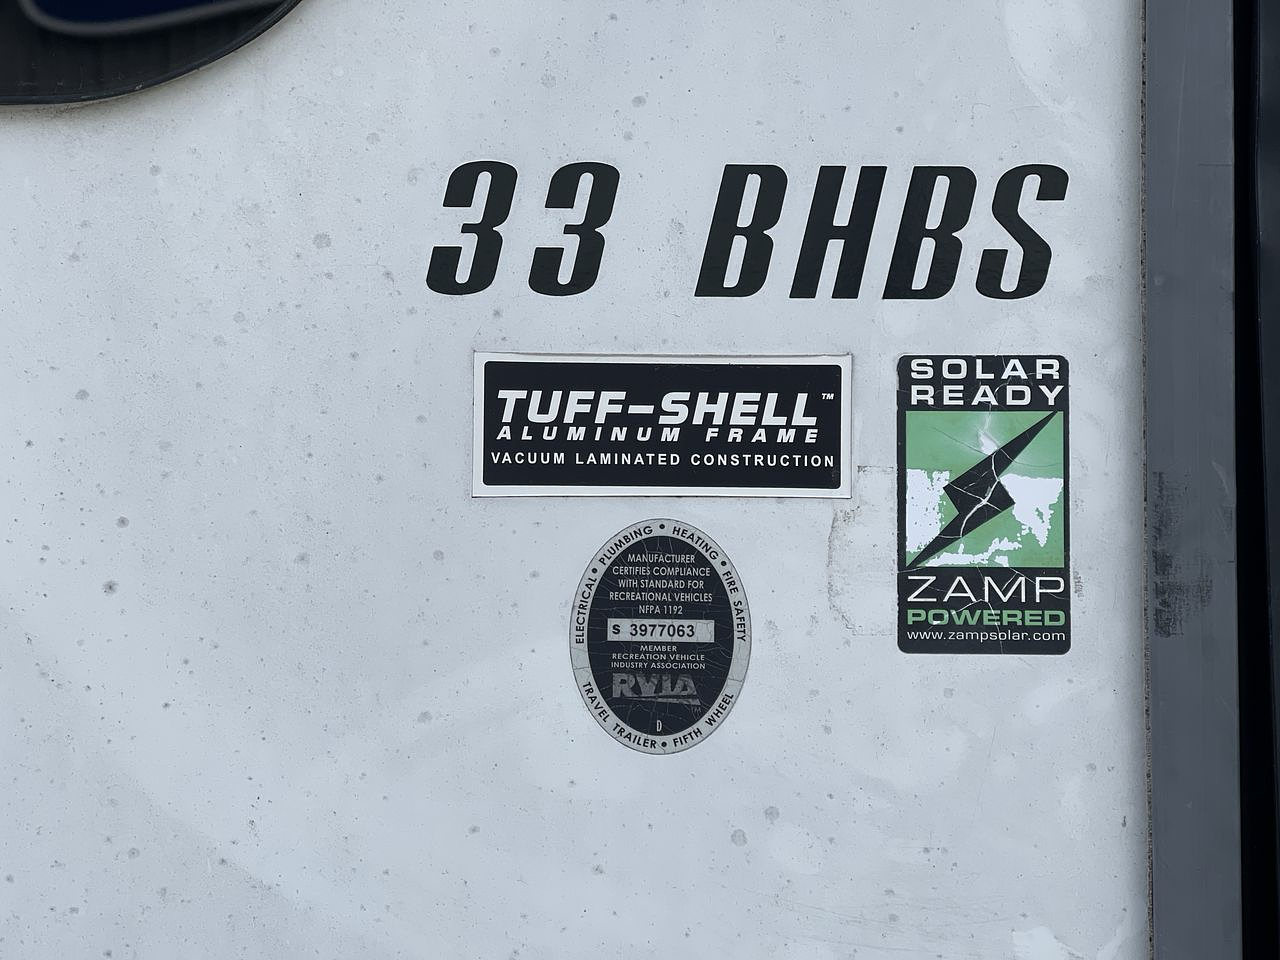 33 BHBS
TUFF-SHELL™
ALUMINUM FRAME
VACUUM LAMINATED CONSTRUCTION
SOLAR
READY
ZAMP
POWERED
www.zampsolar.com
ELECTRICAL • PLUMBING • HEATING • FIRE SAFETY
MANUFACTURER
CERTIFIES COMPLIANCE
WITH STANDARD FOR
RECREATIONAL VEHICLES
NFPA 1192
S 3977063
MEMBER
RECREATION VEHICLE
INDUSTRY ASSOCIATION
RVIA™
D
TRAVEL TRAILER • FIFTH WHEEL